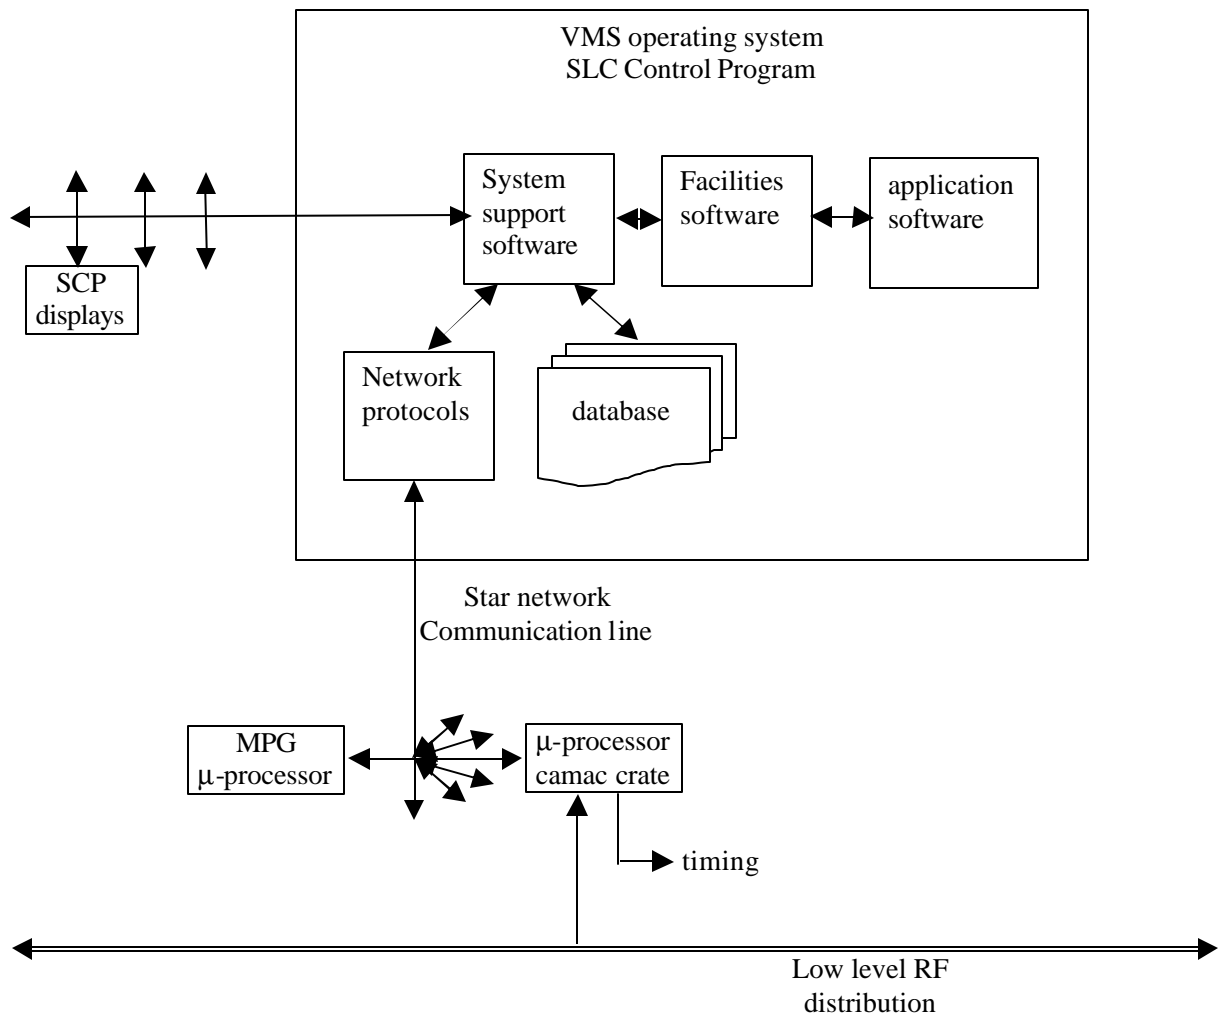 VMS operating system
SLC Control Program
System
support
software
Facilities
software
application
software
SCP
displays
Network
protocols
database
Star network
Communication line
MPG
μ-processor
μ-processor
camac crate
timing
Low level RF
distribution